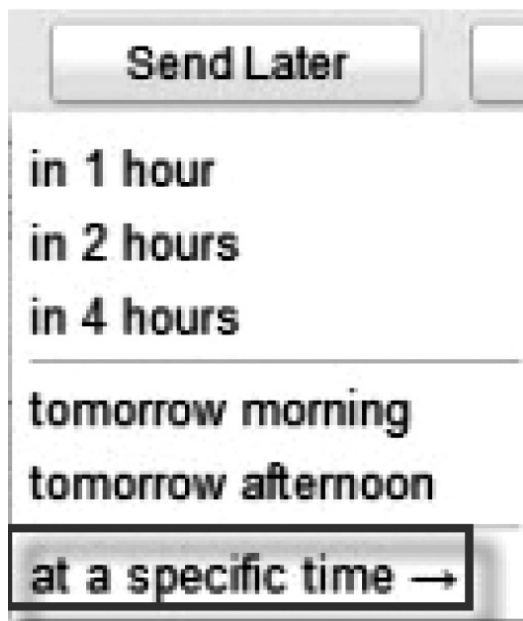 Send Later
in 1 hour
in 2 hours
in 4 hours
tomorrow morning
tomorrow afternoon
at a specific time →